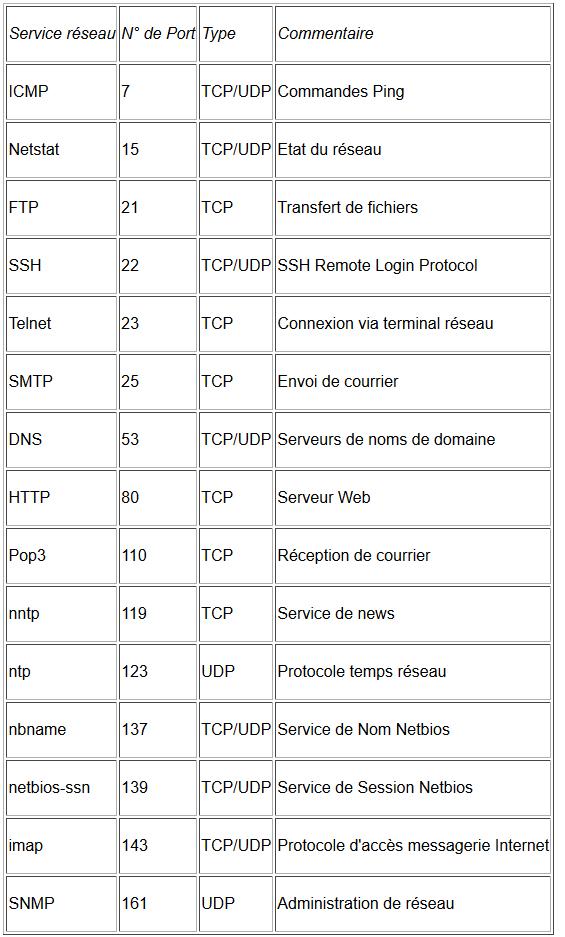 Service réseau N° de Port Type Commentaire
ICMP 7 TCP/UDP Commandes Ping
Netstat 15 TCP/UDP Etat du réseau
FTP 21 TCP Transfert de fichiers
SSH 22 TCP/UDP SSH Remote Login Protocol
Telnet 23 TCP Connexion via terminal réseau
SMTP 25 TCP Envoi de courrier
DNS 53 TCP/UDP Serveurs de noms de domaine
HTTP 80 TCP Serveur Web
Pop3 110 TCP Réception de courrier
nntp 119 TCP Service de news
ntp 123 UDP Protocole temps réseau
nbname 137 TCP/UDP Service de Nom Netbios
netbios-ssn 139 TCP/UDP Service de Session Netbios
imap 143 TCP/UDP Protocole d'accès messagerie Internet
SNMP 161 UDP Administration de réseau